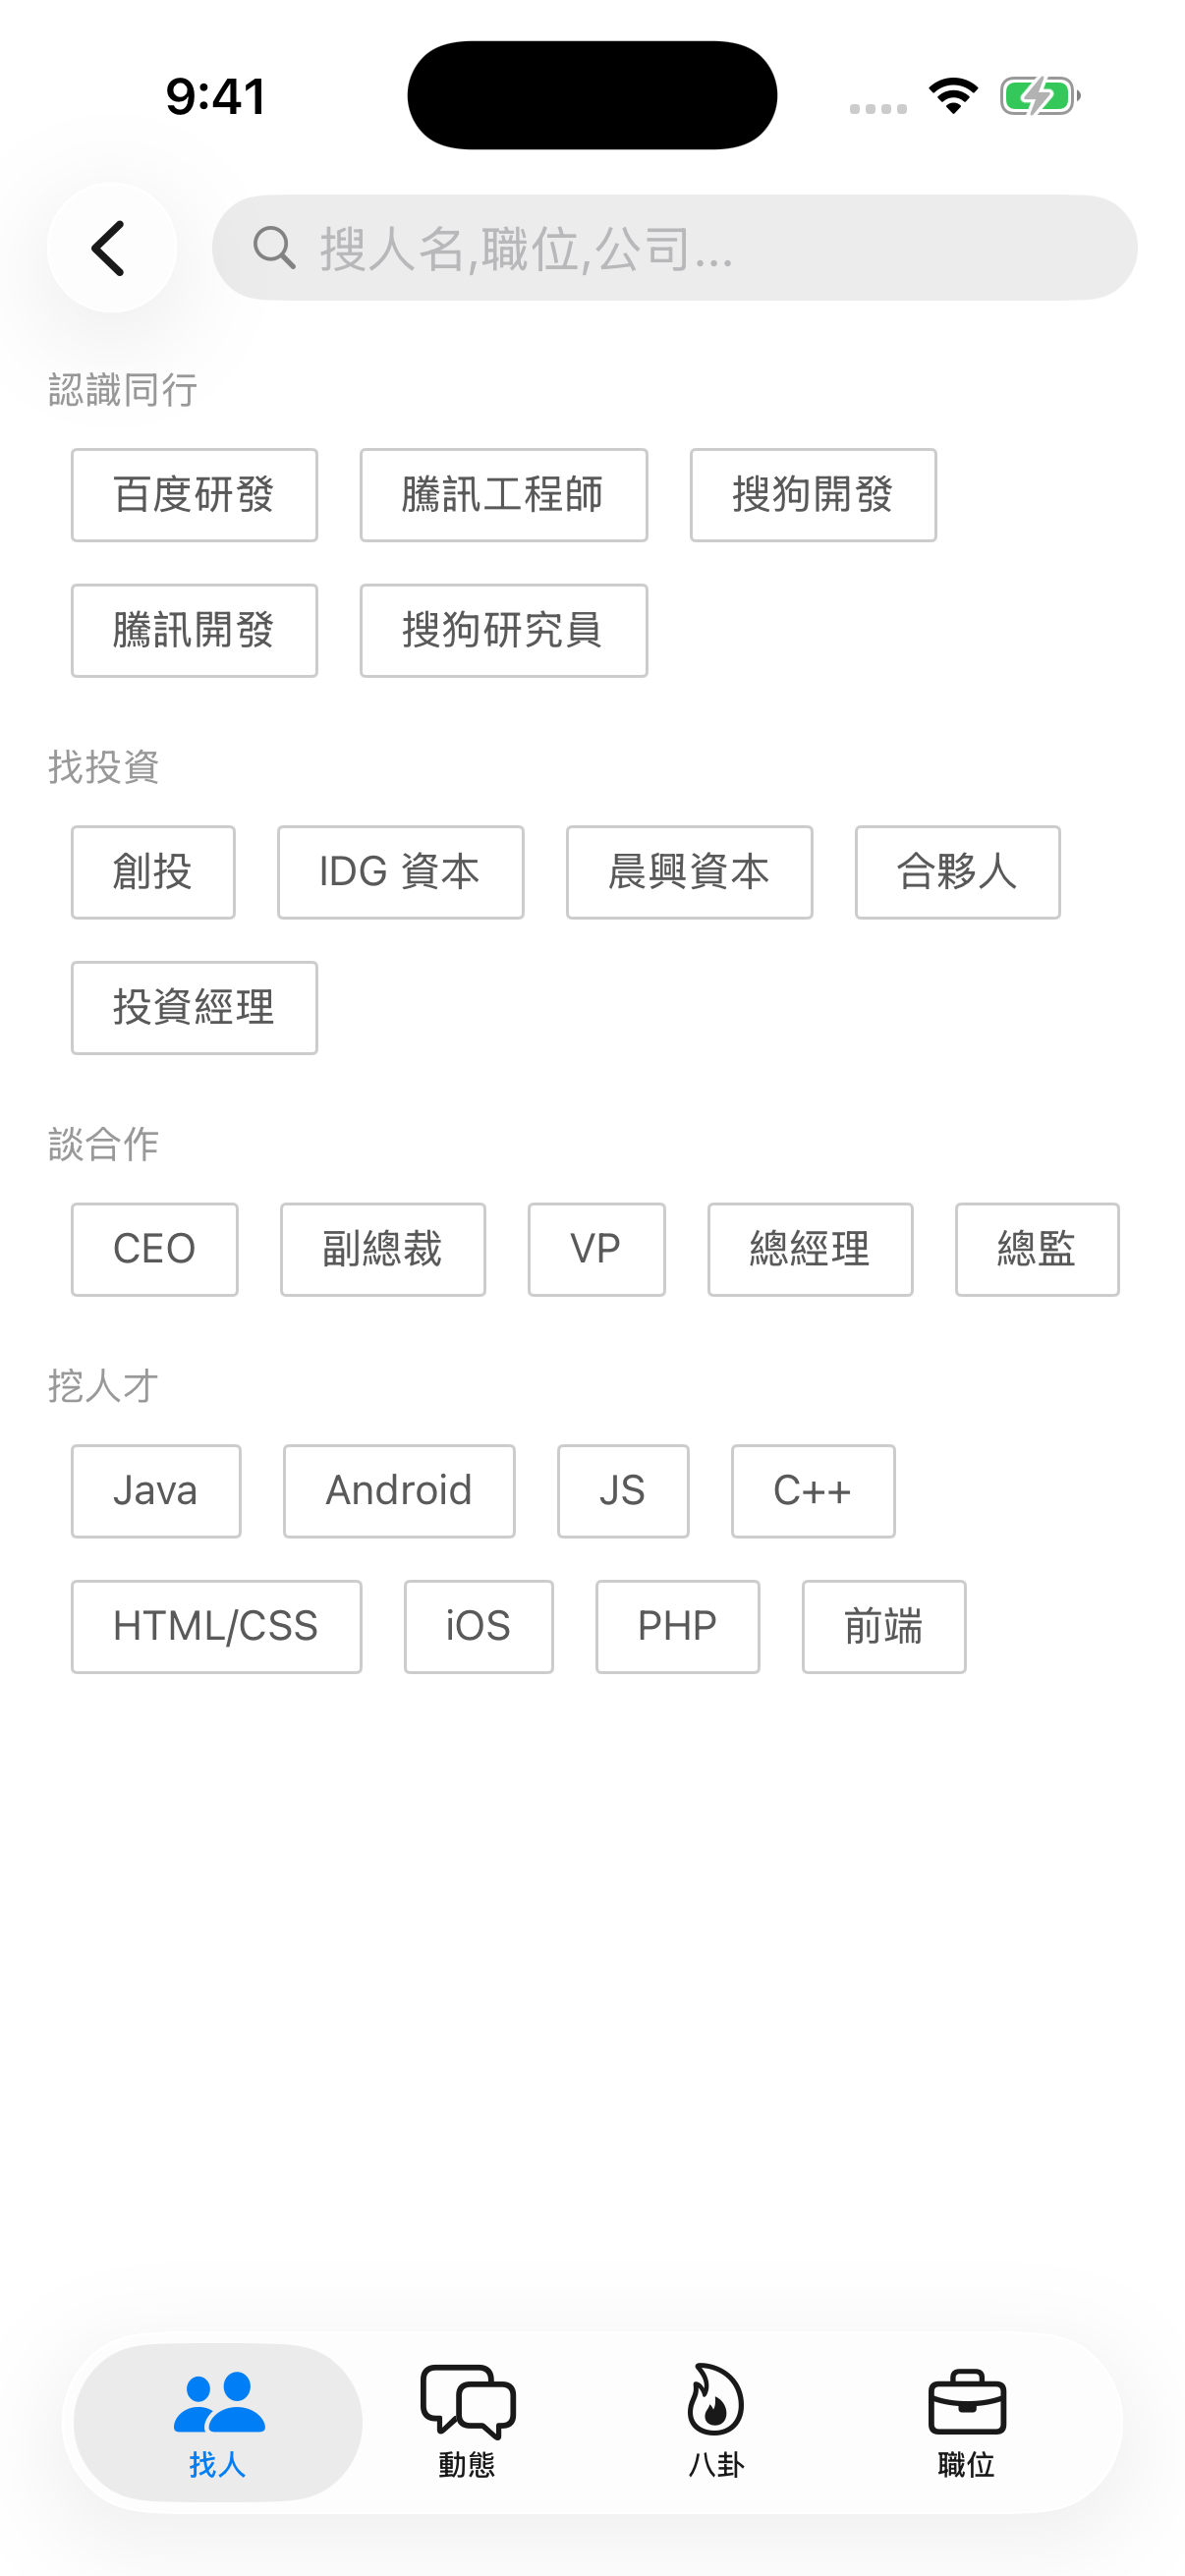 9:41
搜人名,職位,公司...
認識同行
百度研發 騰訊工程師 搜狗開發
騰訊開發 搜狗研究員
找投資
創投 IDG 資本 晨興資本 合夥人
投資經理
談合作
CEO 副總裁 VP 總經理 總監
挖人才
Java Android JS C++
HTML/CSS iOS PHP 前端
找人 動態 八卦 職位